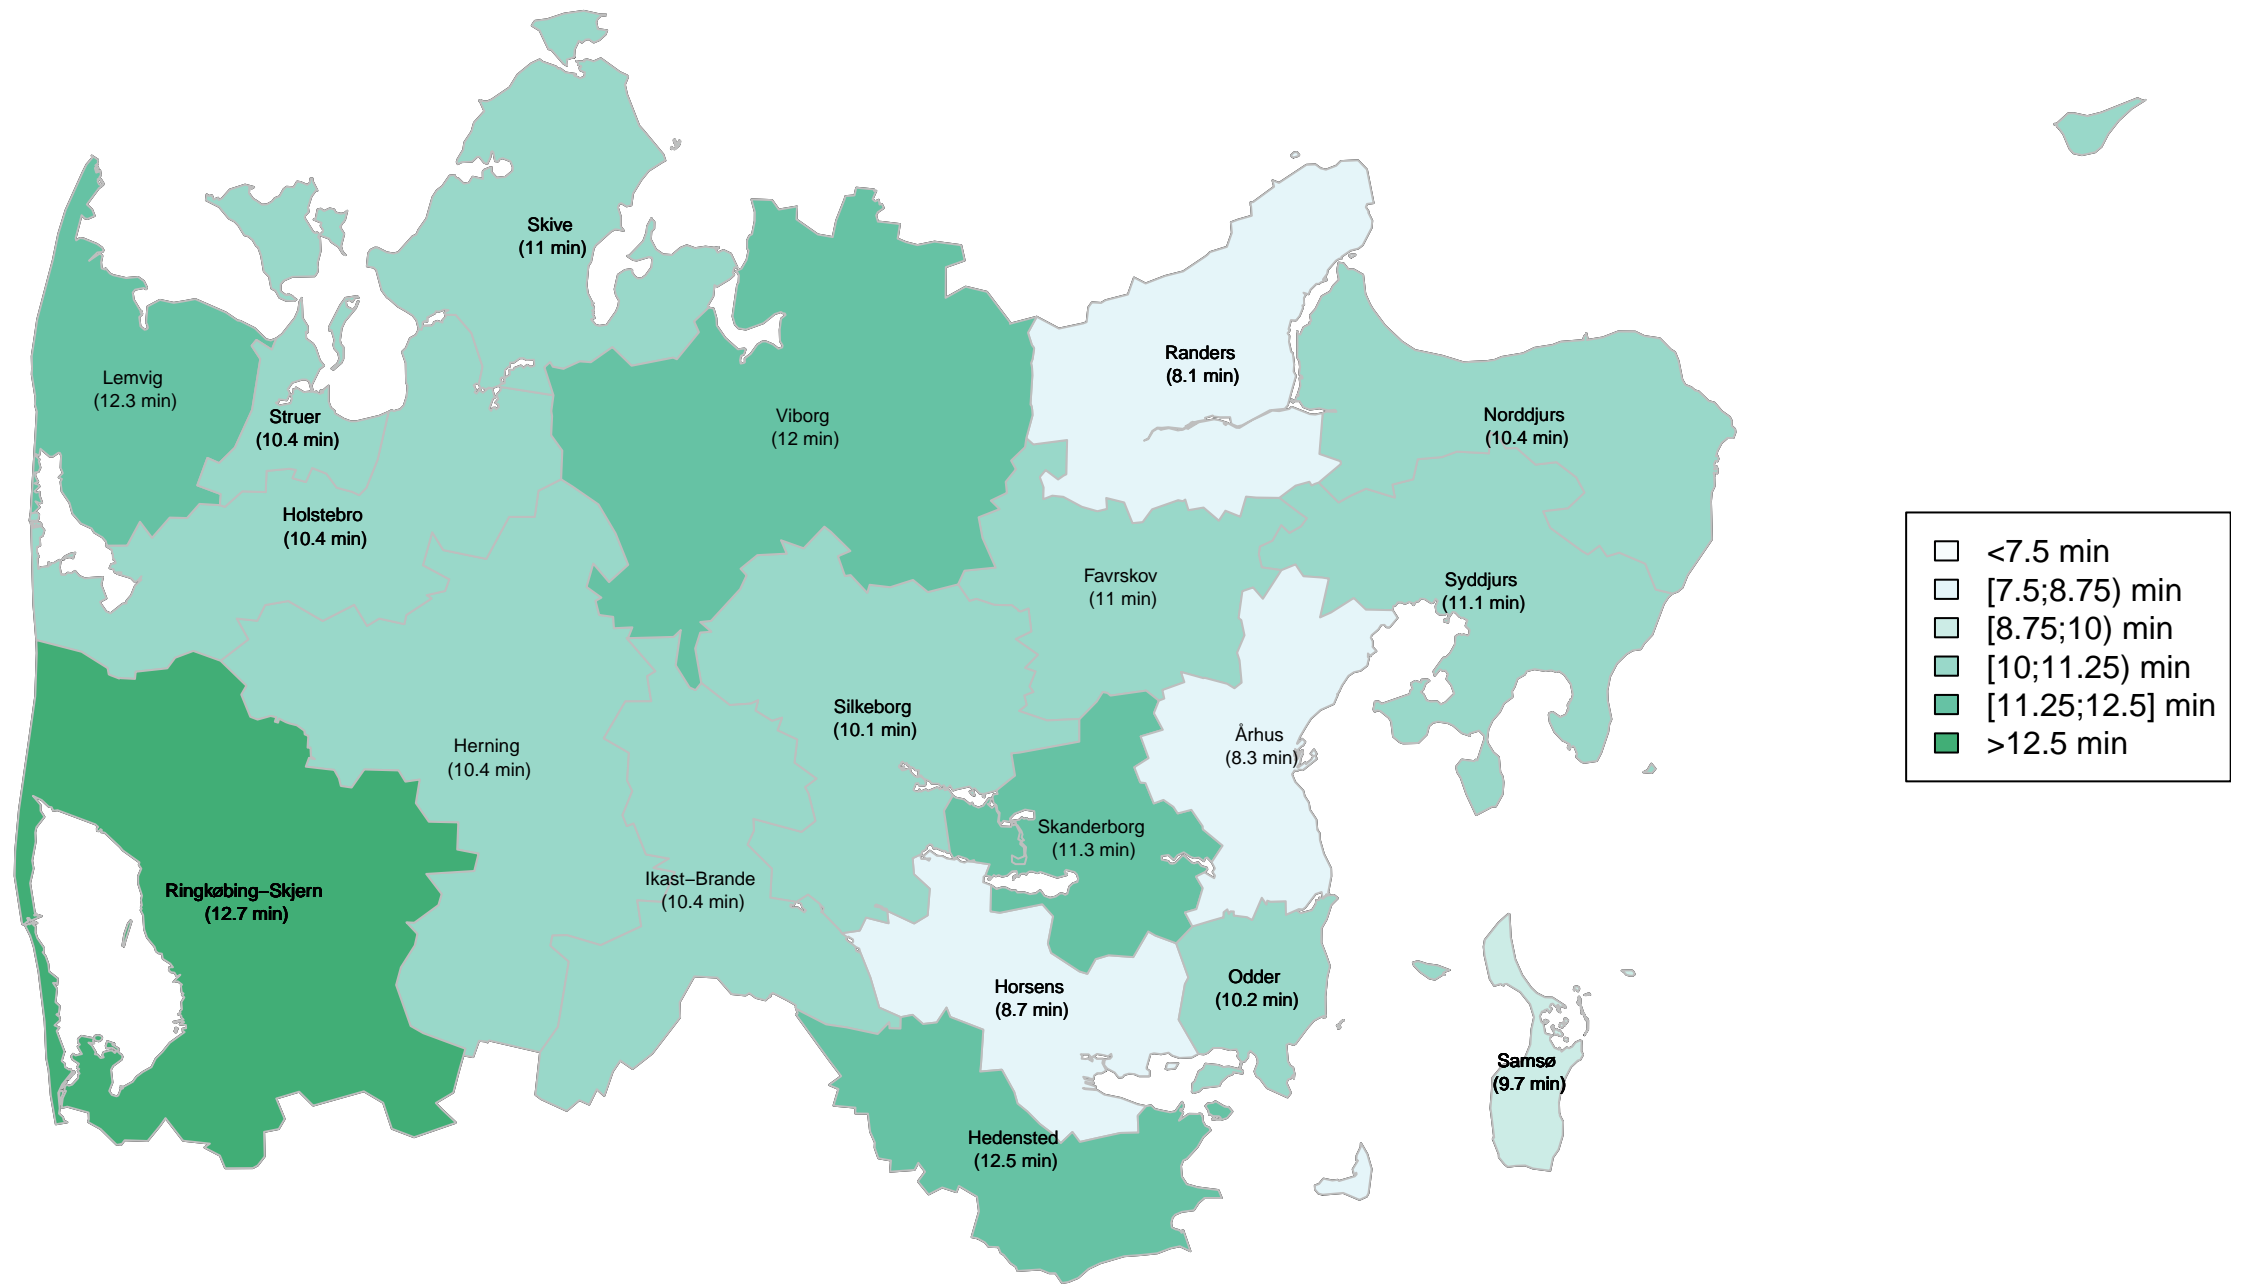 Skive
(11 min)
Lemvig
(12.3 min)
Struer
(10.4 min)
Viborg
(12 min)
Randers
(8.1 min)
Norddjurs
(10.4 min)
Holstebro
(10.4 min)
Favrskov
(11 min)
Syddjurs
(11.1 min)
Silkeborg
(10.1 min)
Herning
(10.4 min)
Århus
(8.3 min)
Skanderborg
(11.3 min)
Ringkøbing−Skjern
(12.7 min)
Ikast−Brande
(10.4 min)
Horsens
(8.7 min)
Odder
(10.2 min)
Samsø
(9.7 min)
Hedensted
(12.5 min)
<7.5 min
[7.5;8.75) min
[8.75;10) min
[10;11.25) min
[11.25;12.5] min
>12.5 min